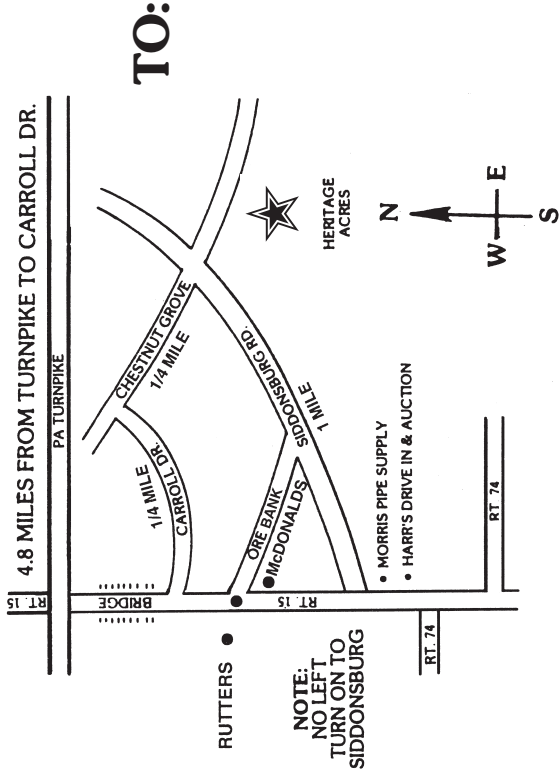 4.8 MILES FROM TURNPIKE TO CARROLL DR.
TO:
PA TURNPIKE
RT. 15
BRIDGE
CHESTNUT GROVE
1/4 MILE
1/4 MILE
CARROLL DR.
ORE BANK
McDONALDS
SIDDONSBURG RD.
1 MILE
RUTTERS
RT. 15
HERITAGE
ACRES
N
W
E
S
NOTE:
NO LEFT
TURN ON TO
SIDDONSBURG
• MORRIS PIPE SUPPLY
• HARR'S DRIVE IN & AUCTION
RT. 74
RT. 74